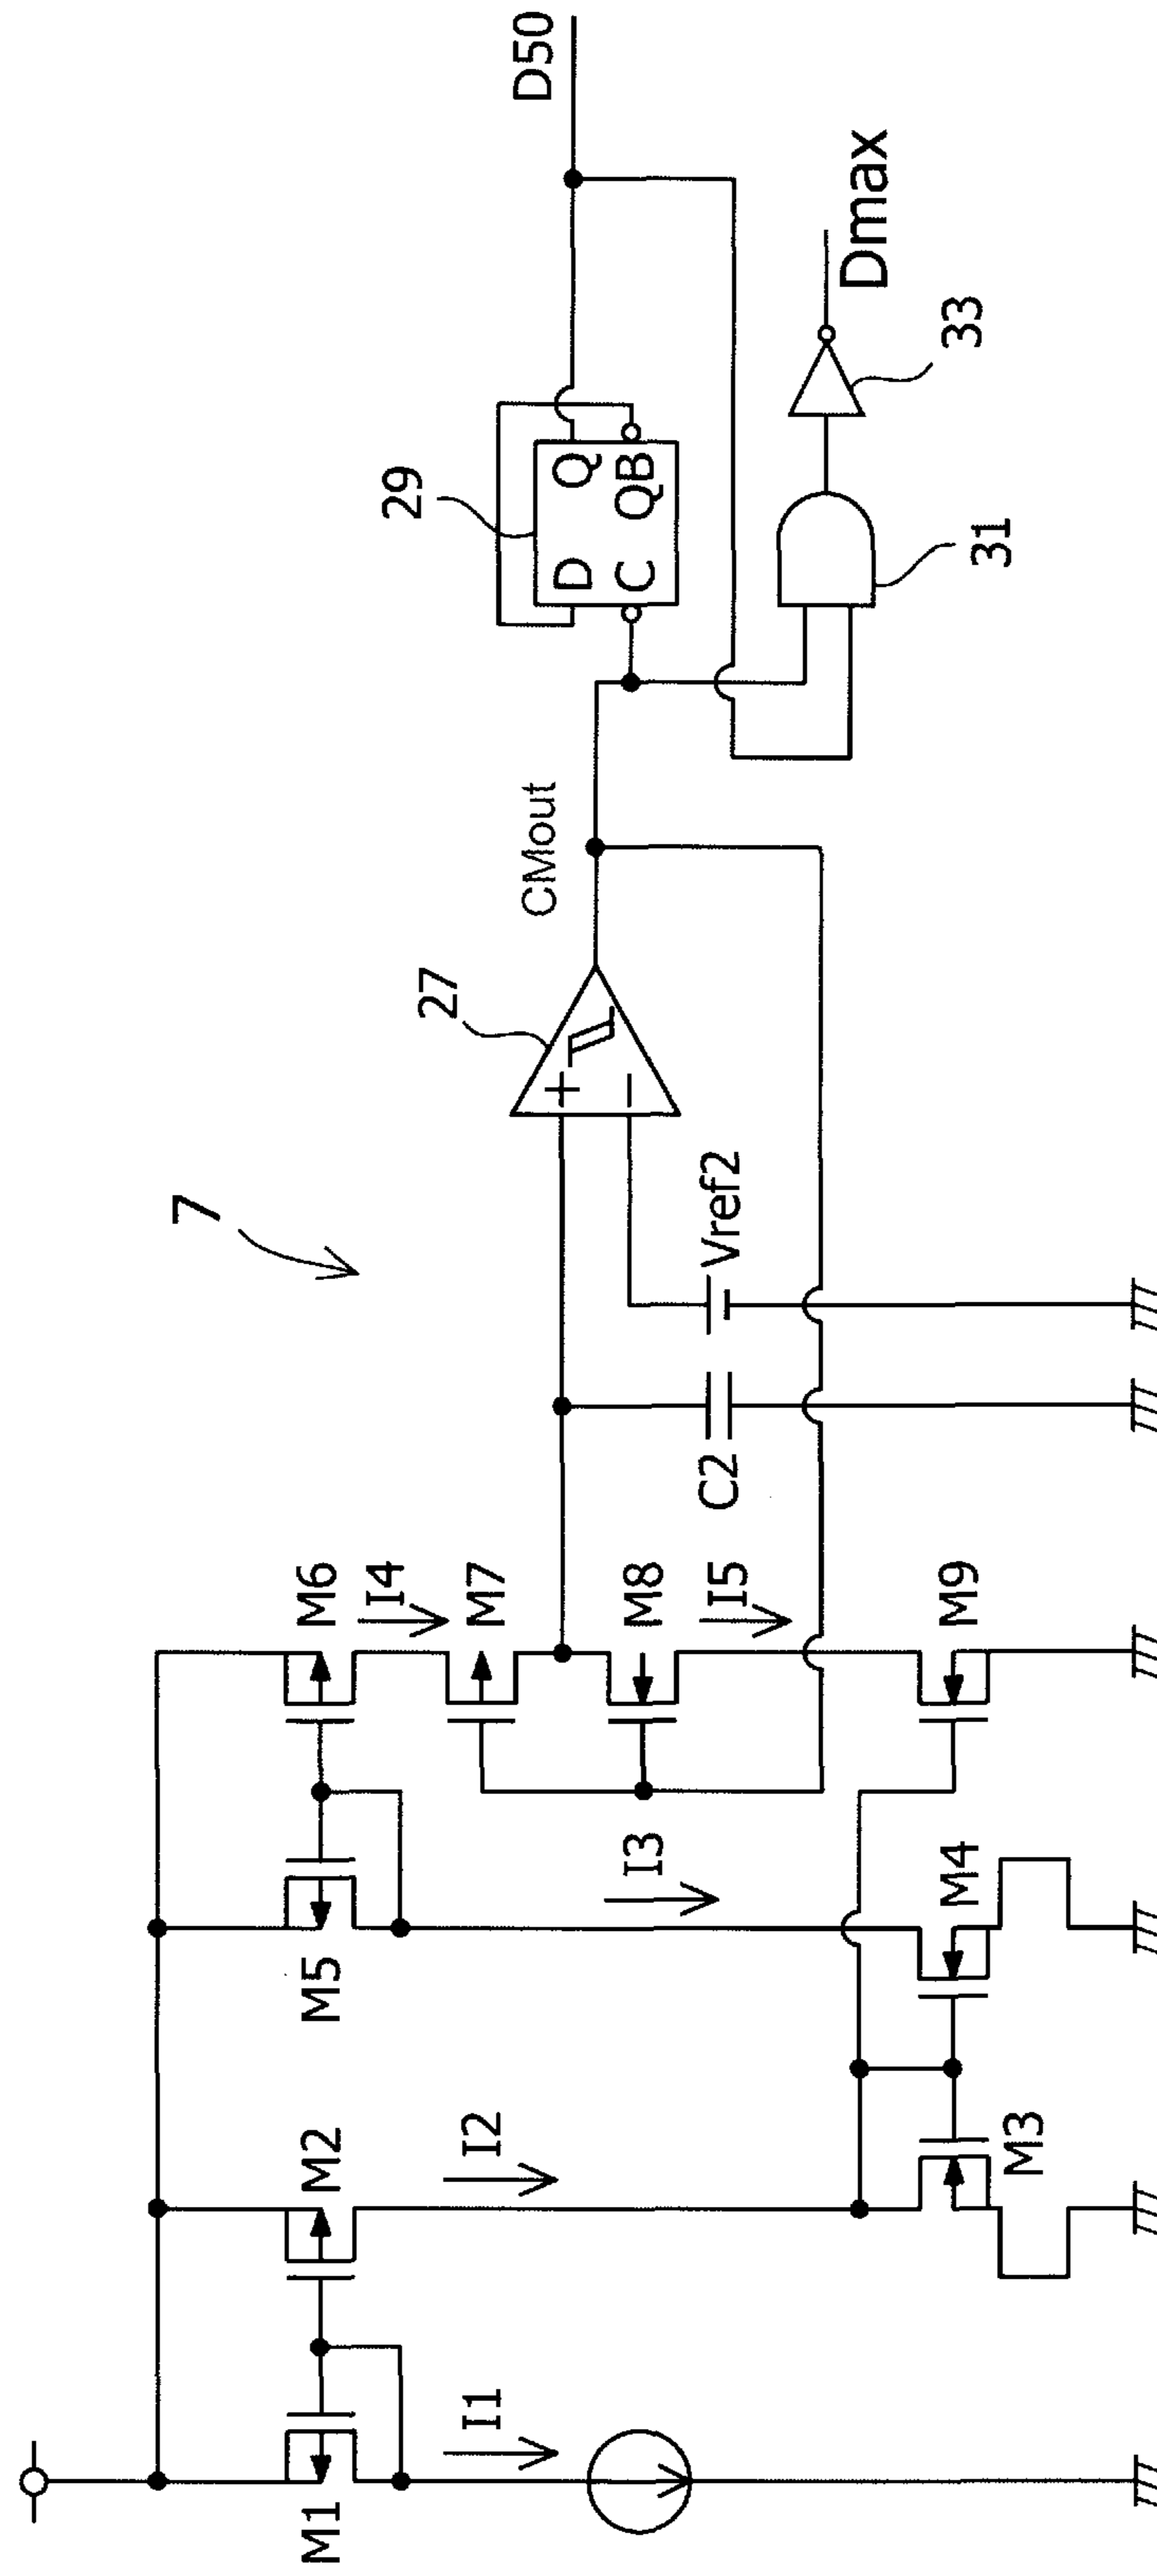 7
M1
I1
M2
I2
M5
I3
M6
I4
M7
M8
I5
M9
M3
M4
C2
Vref2
27
+
−
CMout
29
D
Q
C
QB
D50
31
33
Dmax